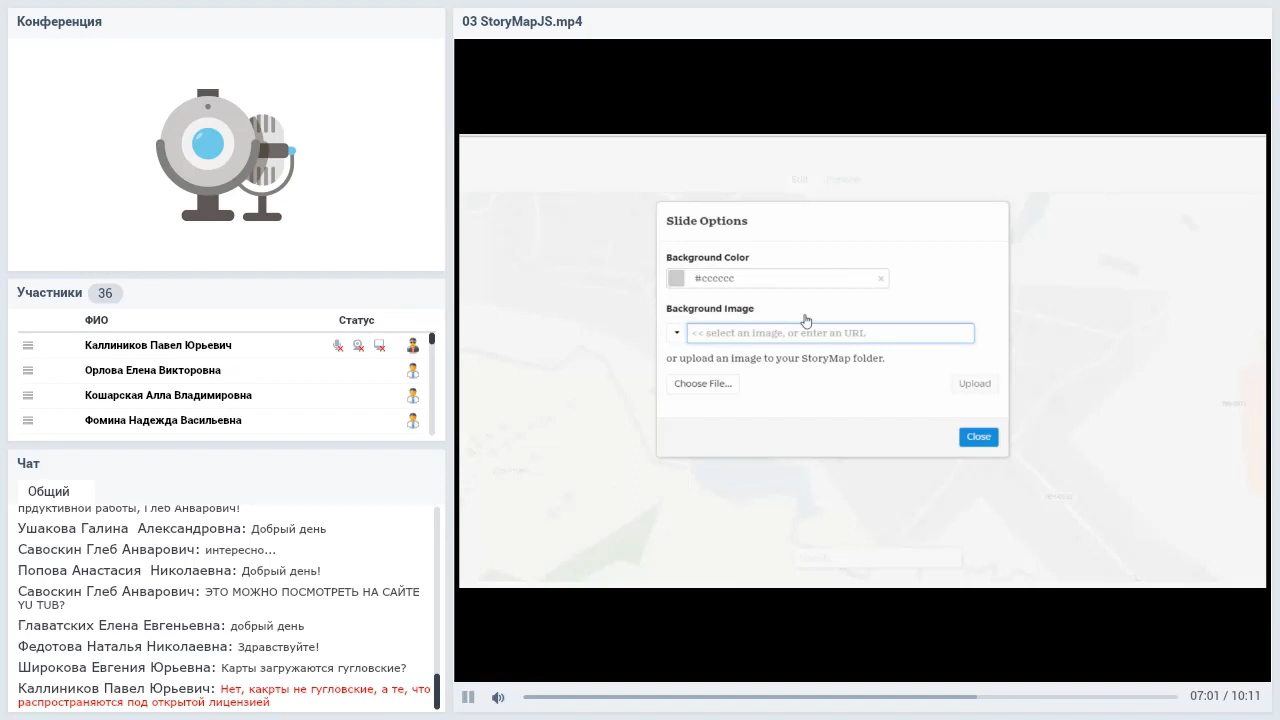 Конференция
03 StoryMapJS.mp4
Участники 36
ФИО Статус
Каллиников Павел Юрьевич
Орлова Елена Викторовна
Кошарская Алла Владимировна
Фомина Надежда Васильевна
Чат
Общий
прдуктивной работы, Глеб Анварович!
Ушакова Галина Александровна: Добрый день
Савоскин Глеб Анварович: интересно...
Попова Анастасия Николаевна: Добрый день!
Савоскин Глеб Анварович: ЭТО МОЖНО ПОСМОТРЕТЬ НА САЙТЕ
YU TUB?
Главатских Елена Евгеньевна: добрый день
Федотова Наталья Николаевна: Здравствуйте!
Широкова Евгения Юрьевна: Карты загружаются гугловские?
Каллиников Павел Юрьевич: Нет, какрты не гугловские, а те, что
распространяются под открытой лицензией
Edit Preview
Slide Options
Background Color
#cccccc ×
Background Image
<< select an image, or enter an URL
or upload an image to your StoryMap folder.
Choose File... Upload
Close
Search
07:01 / 10:11